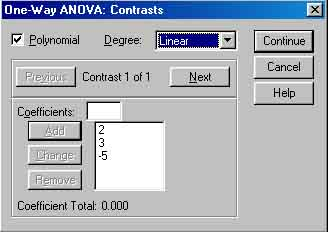 One-Way ANOVA: Contrasts
Polynomial Degree: Linear Continue
Previous Contrast 1 of 1 Next Cancel
Help
Coefficients:
Add 2
3
Change -5
Remove
Coefficient Total: 0.000